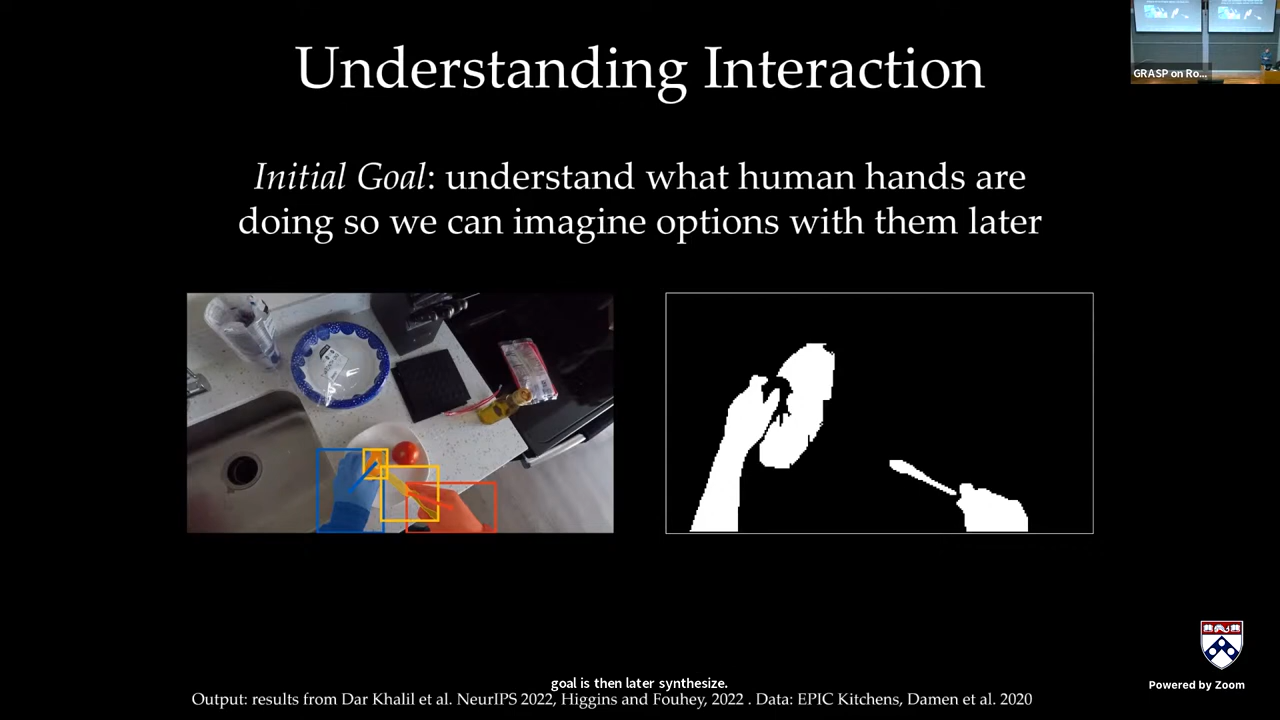 Understanding Interaction
GRASP on Ro...
Initial Goal: understand what human hands are
doing so we can imagine options with them later
goal is then later synthesize.
Output: results from Dar Khalil et al. NeurIPS 2022, Higgins and Fouhey, 2022 . Data: EPIC Kitchens, Damen et al. 2020
Powered by Zoom